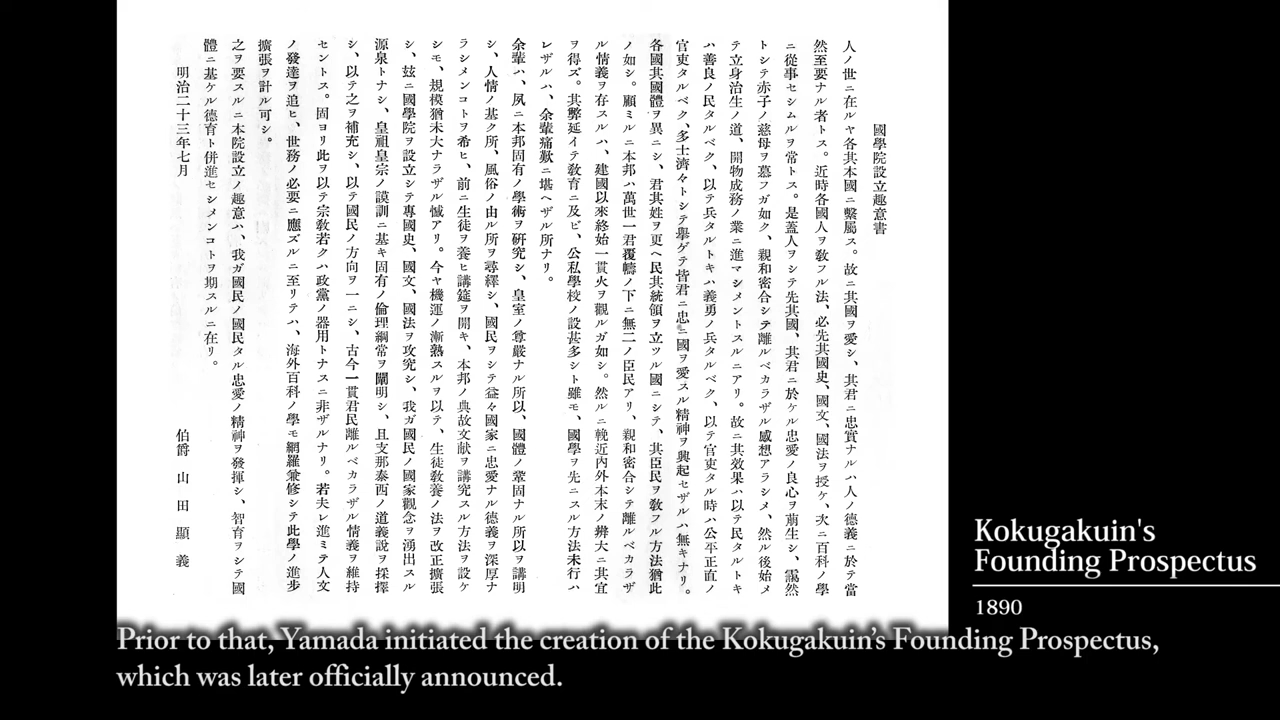 國學院設立趣意書
人ノ世ニ在ルヤ各其本國ニ繋屬ス。故ニ其國ヲ愛シ、其君ニ忠實ナルハ人ノ德義ニ於テ當
然至要ナル者トス。近時各國人ヲ敎フル法、必先其國史、國文、國法ヲ授ケ、次ニ百科ノ學
ニ從事セシムルヲ常トス。是蓋人ヲシテ先其國、其君ニ於ケル忠愛ノ良心ヲ萠生シ、靄然
トシテ赤子ノ慈母ヲ慕フガ如ク、親和密合シテ離ルベカラザル感想アラシメ、然ル後始メ
テ立身治生ノ道、開物成務ノ業ニ進マシメントスルニアリ。故ニ其效果ハ以テ民タルトキ
ハ善良ノ民タルベク、以テ兵タルトキハ義勇ノ兵タルベク、以テ官吏タル時ハ公平正直ノ
官吏タルベク、多士濟々トシテ擧ゲテ皆君ニ忠ニ國ヲ愛スル精神ヲ興起セザルハ無キナリ。
各國其國體ヲ異ニシ、君其姓ヲ更ヘ民其統領ヲ立ツル國ニシテ、其臣民ヲ敎フル方法猶此
ノ如シ。顧ミルニ本邦ハ萬世一君覆幬ノ下ニ無二ノ臣民アリ、親和密合シテ離ルベカラザ
ル情義ヲ存スルハ、建國以來終始一貫火ヲ觀ルガ如シ。然ルニ輓近內外本末ノ辨大ニ其宜
ヲ得ズ。其弊延イテ敎育ニ及ビ、公私學校ノ設甚多シト雖モ、國學ヲ先ニスル方法未行ハ
レザルハ、余輩痛歎ニ堪ヘザル所ナリ。
余輩ハ、夙ニ本邦固有ノ學術ヲ硏究シ、皇室ノ尊嚴ナル所以、國體ノ鞏固ナル所以ヲ講明
シ、人情ノ基ク所、風俗ノ由ル所ヲ尋繹シ、國民ヲシテ益々國家ニ忠愛ナル德義ヲ深厚ナ
ラシメンコトヲ希ヒ、前ニ生徒ヲ養ヒ講筵ヲ開キ、本邦ノ典故文献ヲ講究スル方法ヲ設ケ
シモ、規模猶未大ナラザル憾アリ。今ヤ機運ノ漸熟スルヲ以テ、生徒敎養ノ法ヲ改正擴張
シ、玆ニ國學院ヲ設立シテ專國史、國文、國法ヲ攻究シ、我ガ國民ノ國家觀念ヲ湧出スル
源泉トナシ、皇祖皇宗ノ謨訓ニ基キ固有ノ倫理綱常ヲ闡明シ、且支那泰西ノ道義說ヲ採擇
シ、以テ之ヲ補充シ、以テ國民ノ方向ヲ一ニシ、古今一貫君民離ルベカラザル情義ヲ維持
セントス。固ヨリ此ヲ以テ宗敎若クハ政黨ノ器用トナスニ非ザルナリ。若夫レ進ミテ人文
ノ發達ヲ追ヒ、世務ノ必要ニ應ズルニ至リテハ、海外百科ノ學モ網羅兼修シテ此學ノ進步
擴張ヲ計ル可シ。
之ヲ要スルニ本院設立ノ趣意ハ、我ガ國民ノ國民タル忠愛ノ精神ヲ發揮シ、智育ヲシテ國
體ニ基ケル德育ト併進セシメンコトヲ期スルニ在リ。
明治二十三年七月
伯爵 山田顯義
Kokugakuin's
Founding Prospectus
1890
Prior to that, Yamada initiated the creation of the Kokugakuin's Founding Prospectus,
which was later officially announced.